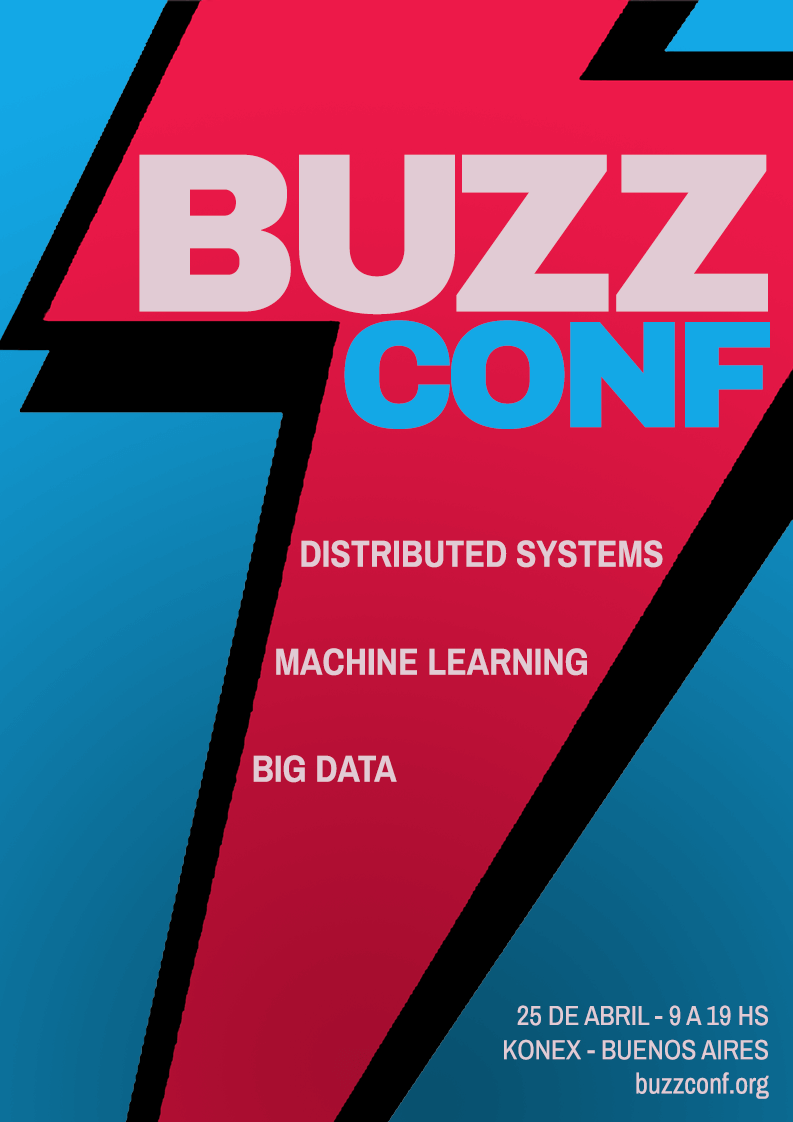 BUZZ
CONF
DISTRIBUTED SYSTEMS
MACHINE LEARNING
BIG DATA
25 DE ABRIL - 9 A 19 HS
KONEX - BUENOS AIRES
buzzconf.org